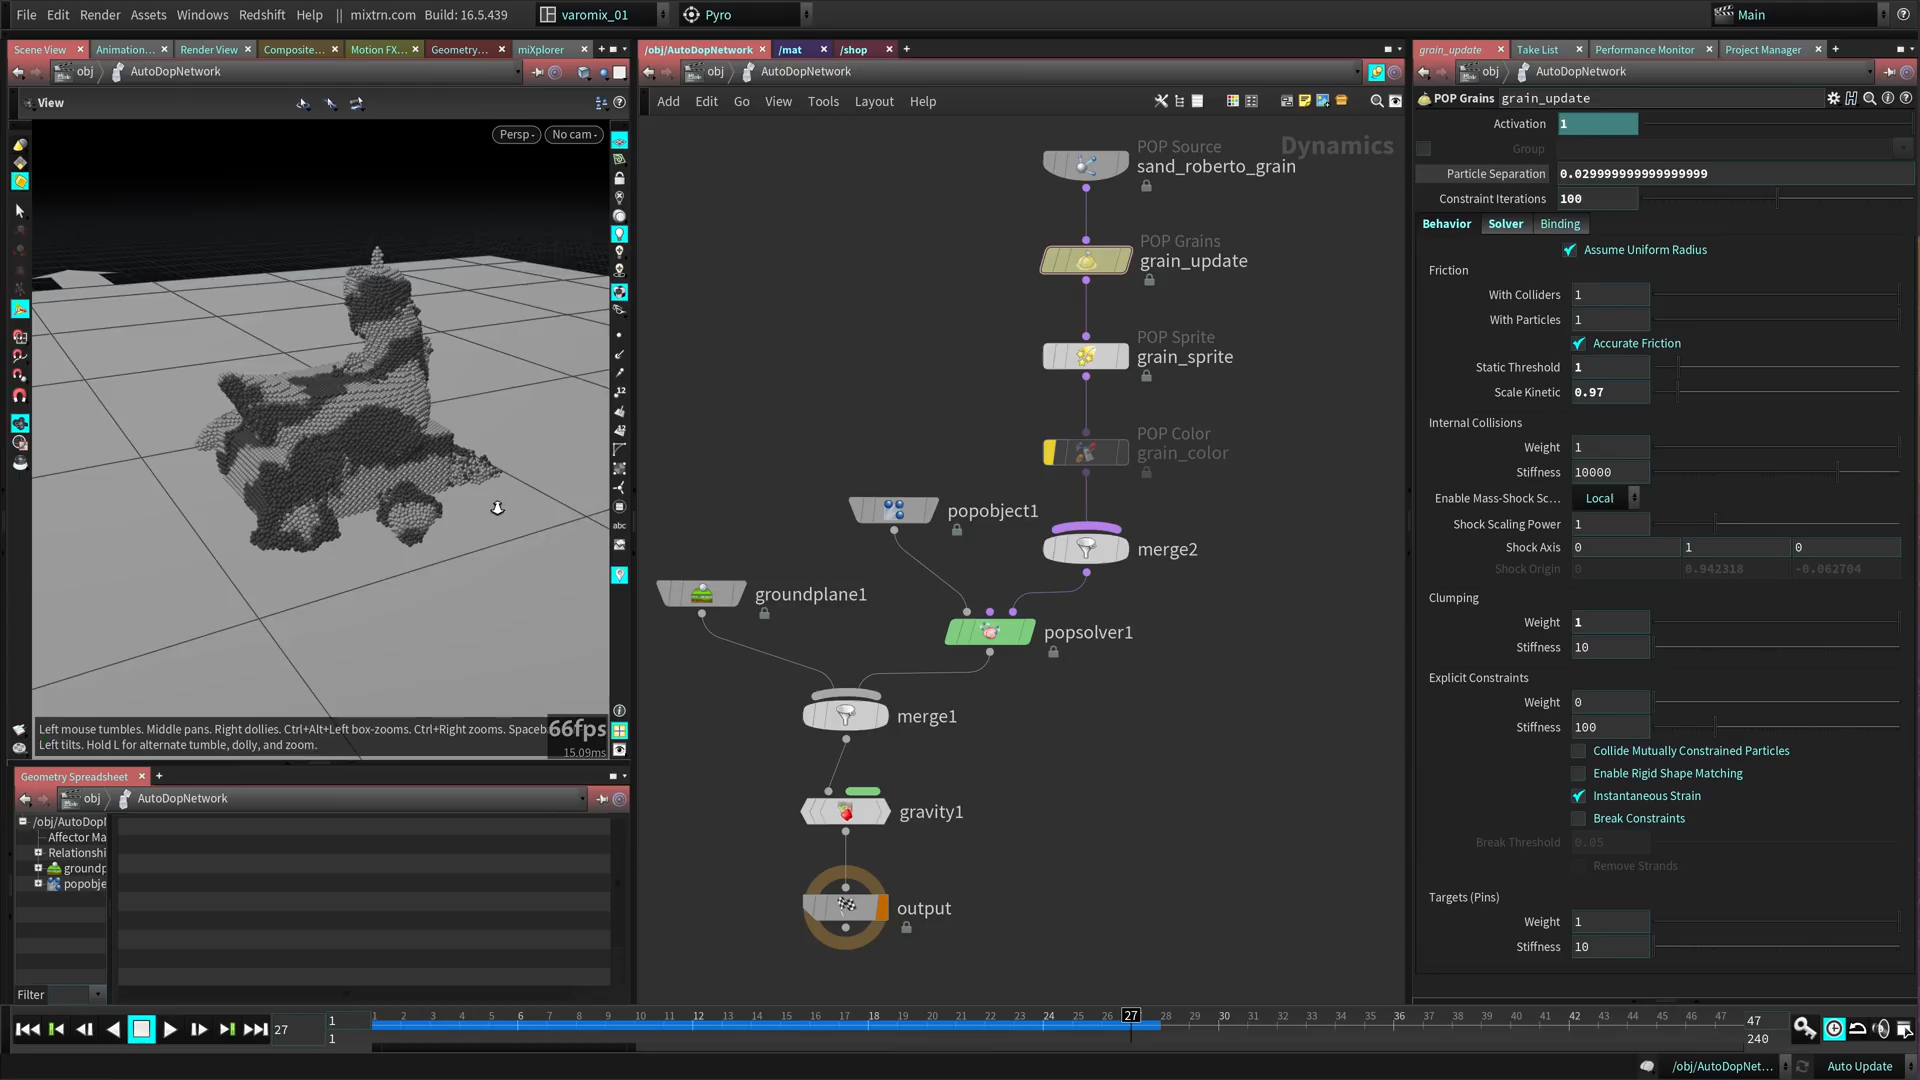 File Edit Render Assets Windows Redshift Help || mixtrn.com Build: 16.5.439 varomix_01 Pyro Main
Scene View Animation... Render View Composite... Motion FX... Geometry... miXplorer
obj AutoDopNetwork
View
Persp No cam
Left mouse tumbles. Middle pans. Right dollies. Ctrl+Alt+Left box-zooms. Ctrl+Right zooms. Spaceb
Left tilts. Hold L for alternate tumble, dolly, and zoom.
66fps
15.09ms
Geometry Spreadsheet
obj AutoDopNetwork
/obj/AutoDopI
Affector Ma
Relationshi
groundp
popobje
Filter
/obj/AutoDopNetwork /mat /shop
obj AutoDopNetwork
Add Edit Go View Tools Layout Help
Dynamics
POP Source
sand_roberto_grain
POP Grains
grain_update
POP Sprite
grain_sprite
POP Color
grain_color
popobject1
merge2
groundplane1
popsolver1
merge1
gravity1
output
grain_update Take List Performance Monitor Project Manager
obj AutoDopNetwork
POP Grains grain_update
Activation 1
Group
Particle Separation 0.029999999999999999
Constraint Iterations 100
Behavior Solver Binding
Assume Uniform Radius
Friction
With Colliders 1
With Particles 1
Accurate Friction
Static Threshold 1
Scale Kinetic 0.97
Internal Collisions
Weight 1
Stiffness 10000
Enable Mass-Shock Sc... Local
Shock Scaling Power 1
Shock Axis 0 1 0
Shock Origin 0 0.942318 -0.062704
Clumping
Weight 1
Stiffness 10
Explicit Constraints
Weight 0
Stiffness 100
Collide Mutually Constrained Particles
Enable Rigid Shape Matching
Instantaneous Strain
Break Constraints
Break Threshold 0.05
Remove Strands
Targets (Pins)
Weight 1
Stiffness 10
27 1 1 2 3 4 5 6 7 8 9 10 11 12 13 14 15 16 17 18 19 20 21 22 23 24 25 26 27 28 29 30 31 32 33 34 35 36 37 38 39 40 41 42 43 44 45 46 47 47
1 240
/obj/AutoDopNet... Auto Update